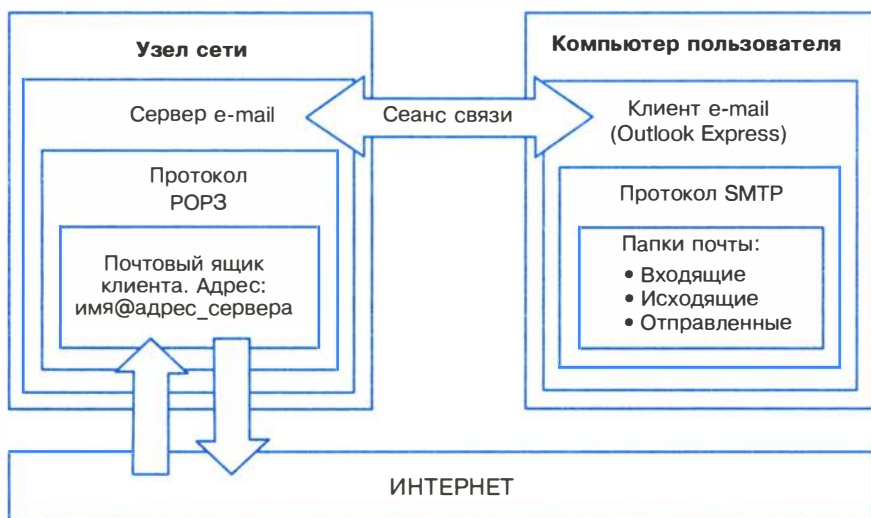 Узел сети
Сервер e-mail
Протокол
POP3
Почтовый ящик
клиента. Адрес:
имя@адрес_сервера
Сеанс связи
Компьютер пользователя
Клиент e-mail
(Outlook Express)
Протокол SMTP
Папки почты:
• Входящие
• Исходящие
• Отправленные
ИНТЕРНЕТ